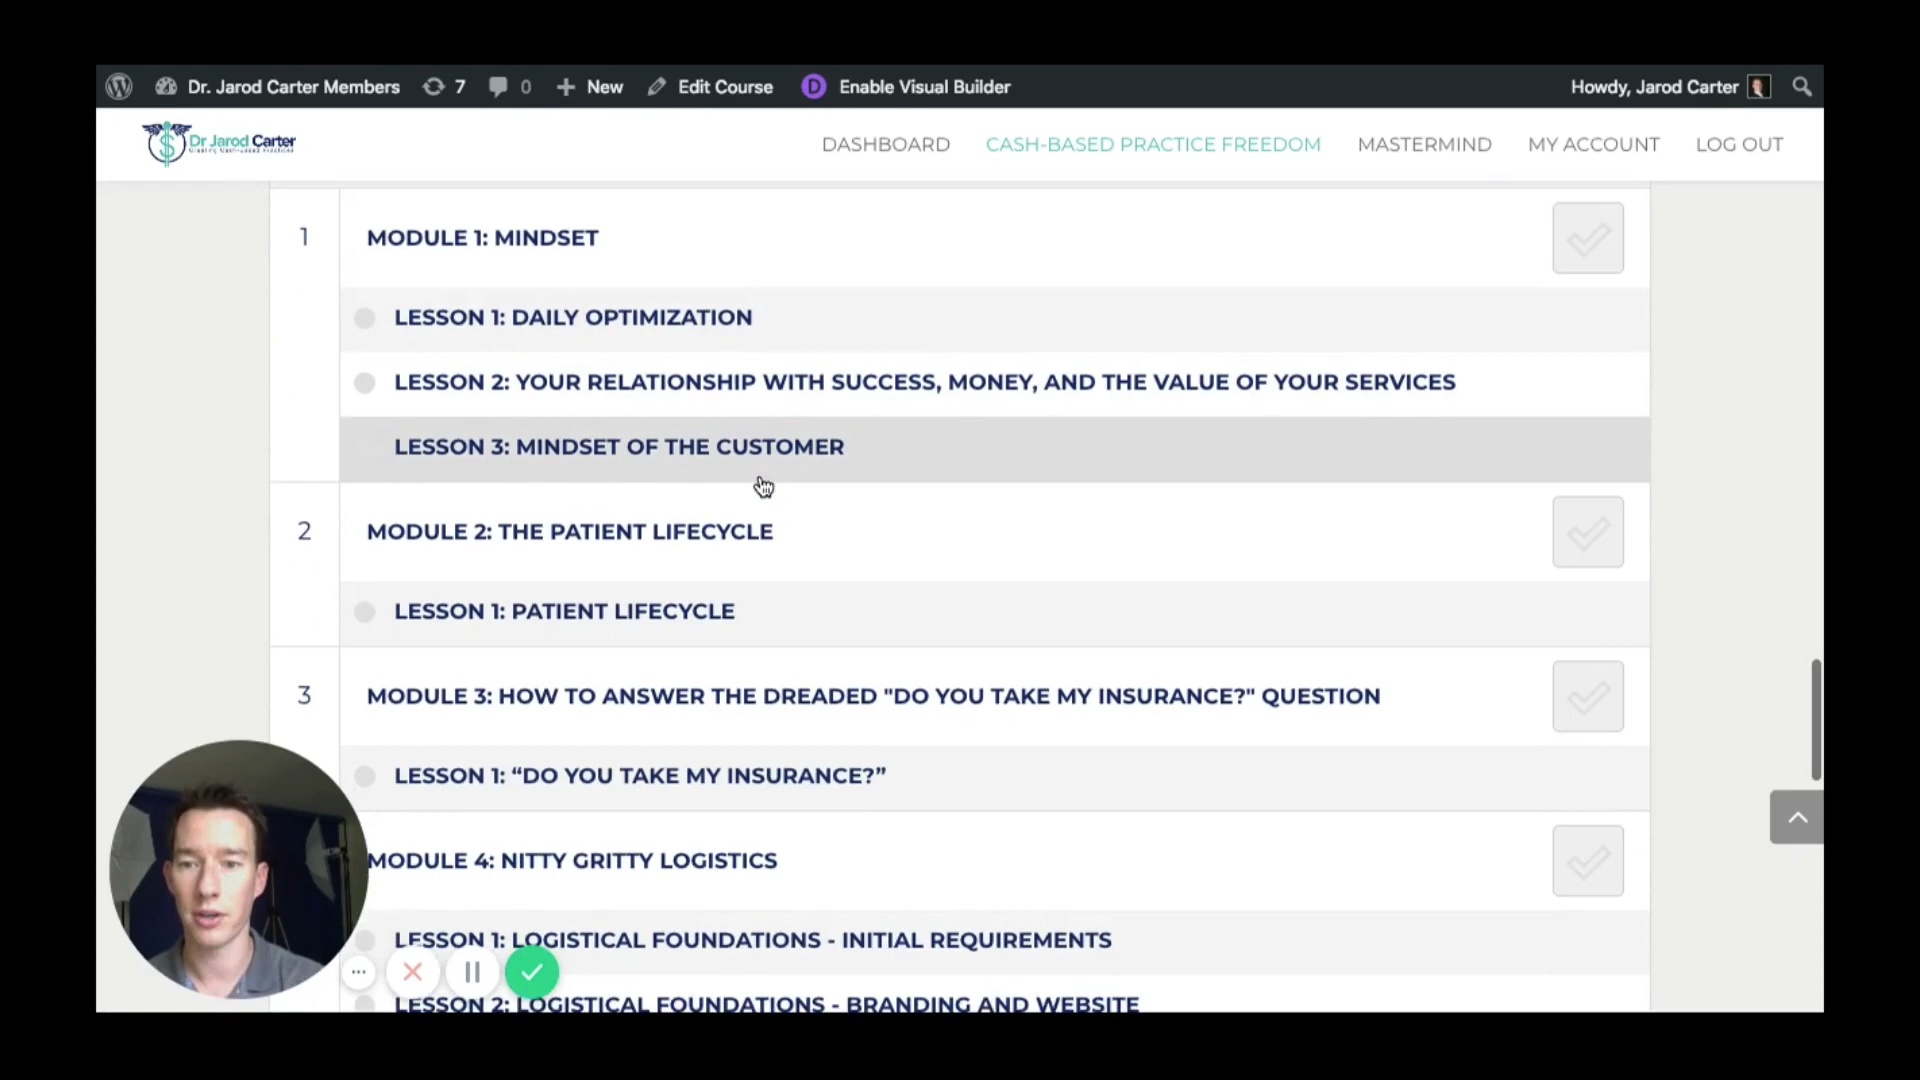 Dr. Jarod Carter Members 7 0 New Edit Course D Enable Visual Builder Howdy, Jarod Carter
Dr Jarod Carter
DASHBOARD CASH-BASED PRACTICE FREEDOM MASTERMIND MY ACCOUNT LOG OUT
1 MODULE 1: MINDSET
LESSON 1: DAILY OPTIMIZATION
LESSON 2: YOUR RELATIONSHIP WITH SUCCESS, MONEY, AND THE VALUE OF YOUR SERVICES
LESSON 3: MINDSET OF THE CUSTOMER
2 MODULE 2: THE PATIENT LIFECYCLE
LESSON 1: PATIENT LIFECYCLE
3 MODULE 3: HOW TO ANSWER THE DREADED "DO YOU TAKE MY INSURANCE?" QUESTION
LESSON 1: “DO YOU TAKE MY INSURANCE?”
MODULE 4: NITTY GRITTY LOGISTICS
LESSON 1: LOGISTICAL FOUNDATIONS - INITIAL REQUIREMENTS
LESSON 2: LOGISTICAL FOUNDATIONS - BRANDING AND WEBSITE